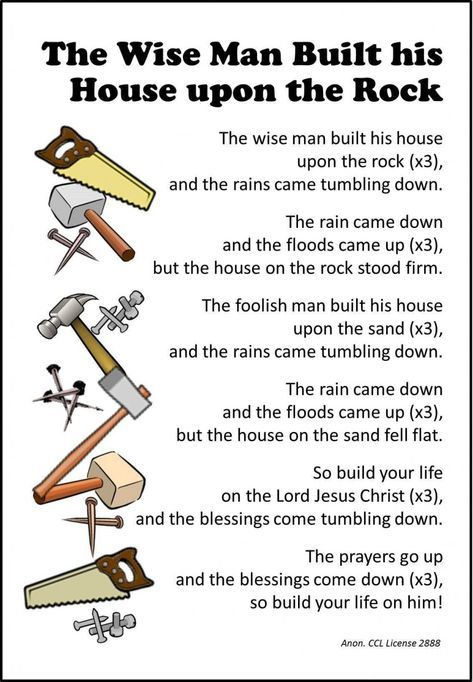 The Wise Man Built his
House upon the Rock
The wise man built his house
upon the rock (x3),
and the rains came tumbling down.
The rain came down
and the floods came up (x3),
but the house on the rock stood firm.
The foolish man built his house
upon the sand (x3),
and the rains came tumbling down.
The rain came down
and the floods came up (x3),
but the house on the sand fell flat.
So build your life
on the Lord Jesus Christ (x3),
and the blessings come tumbling down.
The prayers go up
and the blessings come down (x3),
so build your life on him!
Anon. CCL License 2888